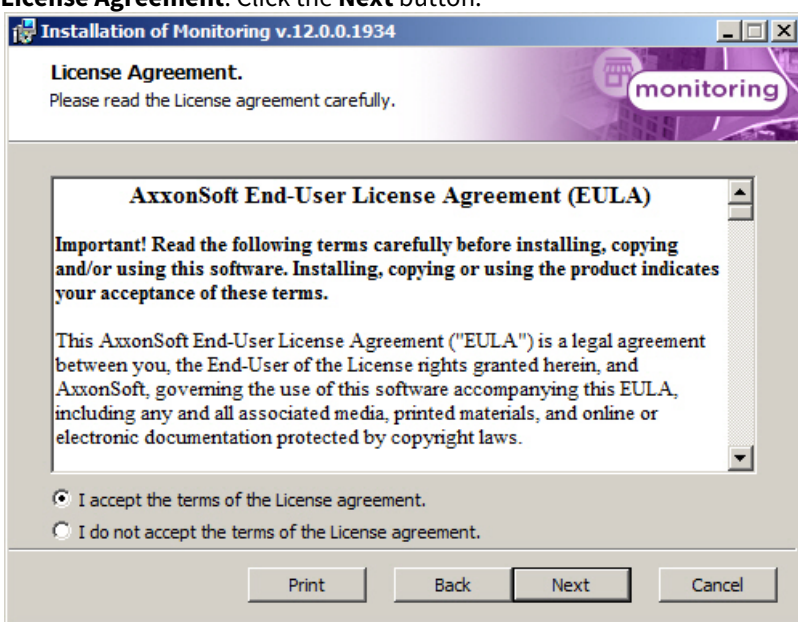 License Agreement. Click the Next button.
Installation of Monitoring v.12.0.0.1934
License Agreement.
Please read the License agreement carefully.
monitoring
AxxonSoft End-User License Agreement (EULA)
Important! Read the following terms carefully before installing, copying
and/or using this software. Installing, copying or using the product indicates
your acceptance of these terms.
This AxxonSoft End-User License Agreement ("EULA") is a legal agreement
between you, the End-User of the License rights granted herein, and
AxxonSoft, governing the use of this software accompanying this EULA,
including any and all associated media, printed materials, and online or
electronic documentation protected by copyright laws.
I accept the terms of the License agreement.
I do not accept the terms of the License agreement.
Print Back Next Cancel